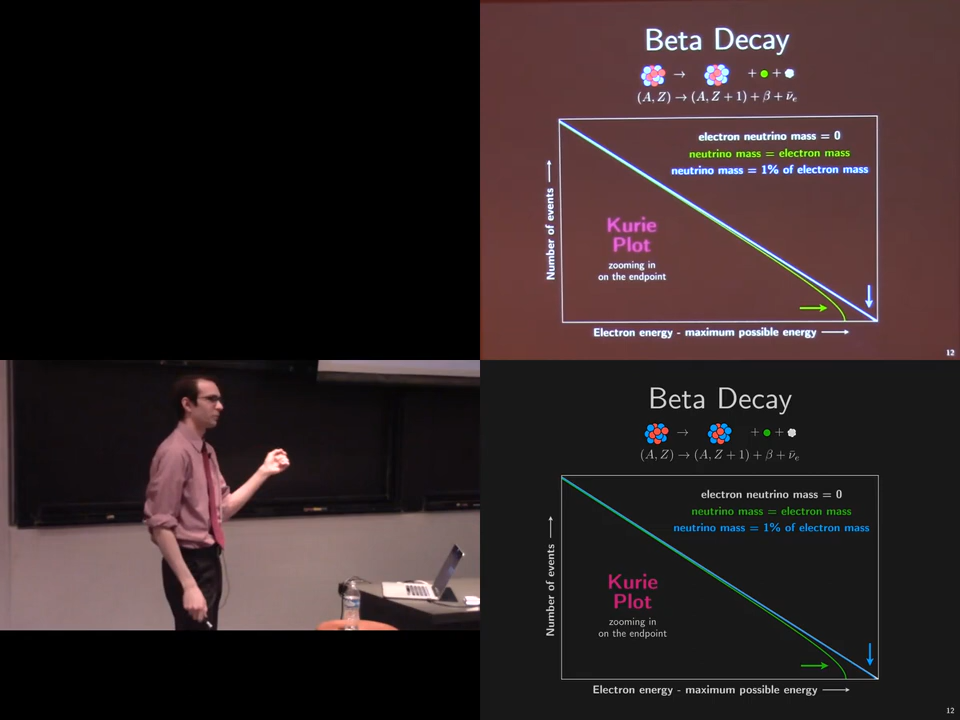 Beta Decay
→ + +
(A, Z) → (A, Z + 1) + β + ν̄ₑ
electron neutrino mass = 0
neutrino mass = electron mass
neutrino mass = 1% of electron mass
Kurie
Plot
zooming in
on the endpoint
Number of events ⟶
Electron energy - maximum possible energy ⟶
12
Beta Decay
→ + +
(A, Z) → (A, Z + 1) + β + ν̄ₑ
electron neutrino mass = 0
neutrino mass = electron mass
neutrino mass = 1% of electron mass
Kurie
Plot
zooming in
on the endpoint
Number of events ⟶
Electron energy - maximum possible energy ⟶
12